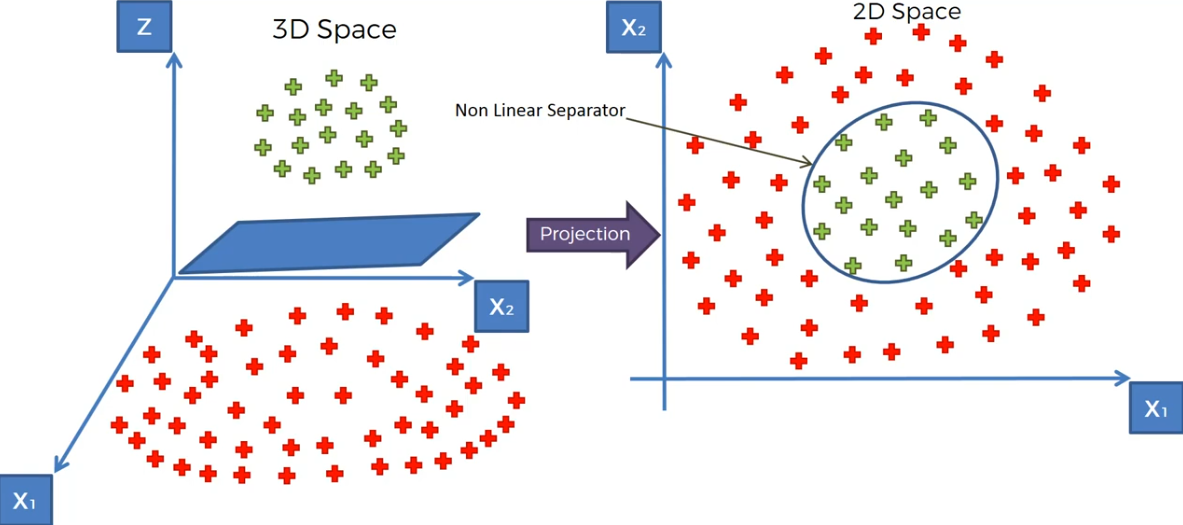 Z
3D Space
X₂
X₁
Projection
2D Space
X₂
Non Linear Separator
X₁